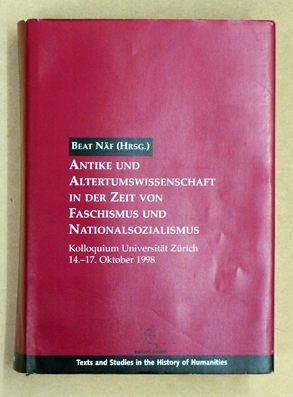 BEAT NÄF (HRSG.)
ANTIKE UND
ALTERTUMSWISSENSCHAFT
IN DER ZEIT VON
FASCHISMUS UND
NATIONALSOZIALISMUS
Kolloquium Universität Zürich
14.–17. Oktober 1998
Texts and Studies in the History of Humanities